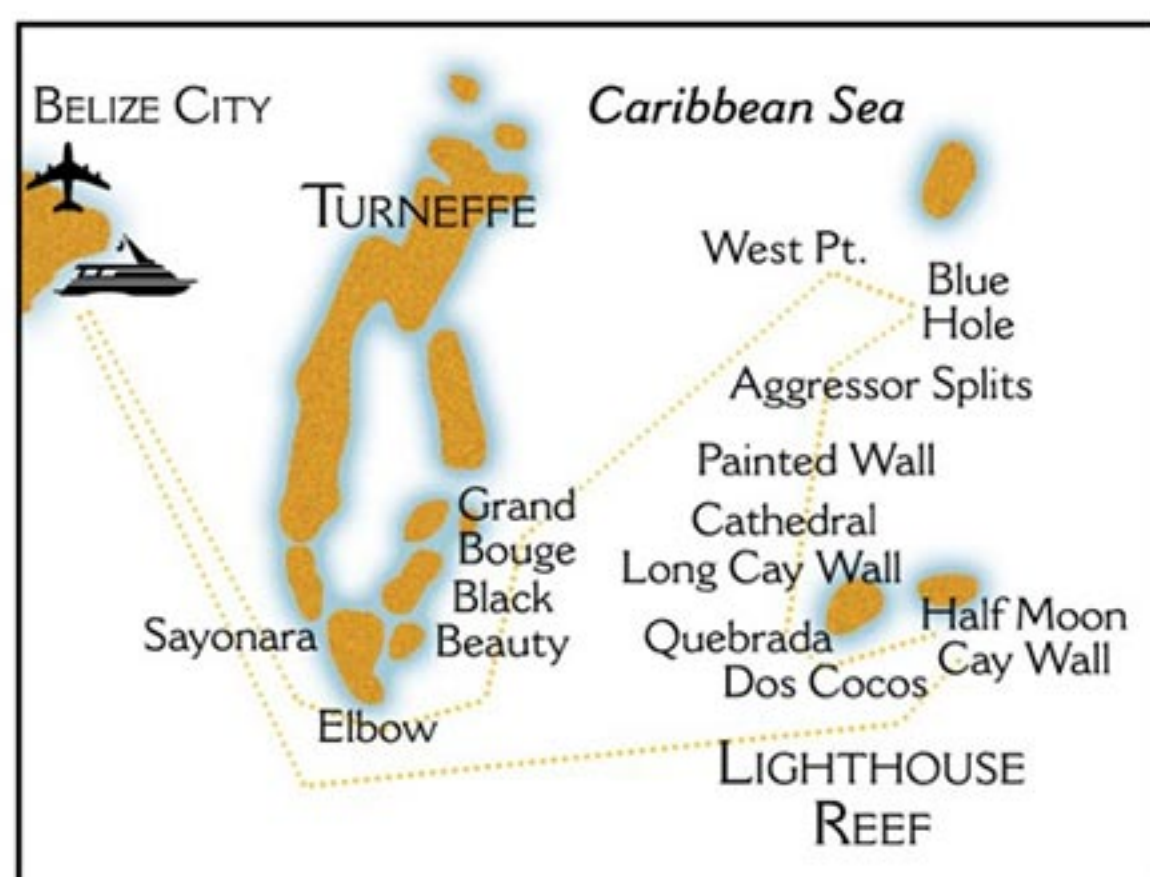 BELIZE CITY
Caribbean Sea
TURNEFFE
West Pt.
Blue
Hole
Aggressor Splits
Painted Wall
Grand
Bouge
Cathedral
Long Cay Wall
Black
Beauty
Sayonara
Quebrada
Half Moon
Cay Wall
Dos Cocos
Elbow
LIGHTHOUSE
REEF